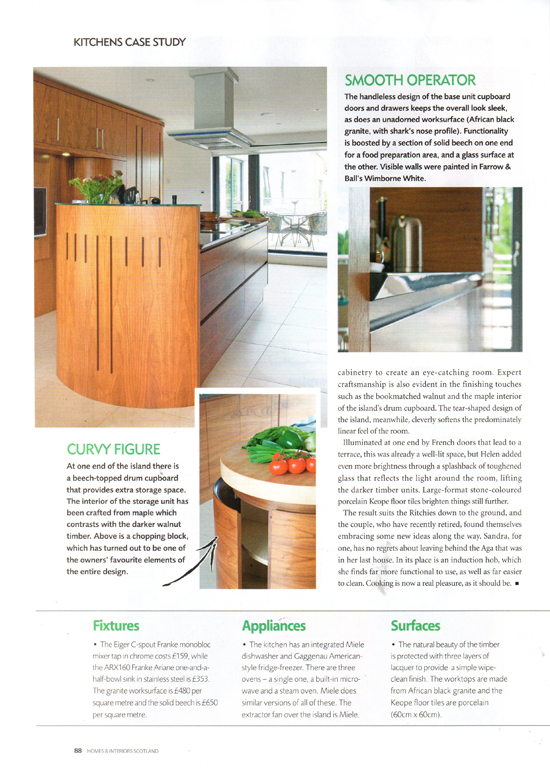 KITCHENS CASE STUDY
SMOOTH OPERATOR
The handleless design of the base unit cupboard
doors and drawers keeps the overall look sleek,
as does an unadorned worksurface (African black
granite, with shark's nose profile). Functionality
is boosted by a section of solid beech on one end
for a food preparation area, and a glass surface at
the other. Visible walls were painted in Farrow &
Ball's Wimborne White.
CURVY FIGURE
At one end of the island there is
a beech-topped drum cupboard
that provides extra storage space.
The interior of the storage unit has
been crafted from maple which
contrasts with the darker walnut
timber. Above is a chopping block,
which has turned out to be one of
the owners' favourite elements of
the entire design.
cabinetry to create an eye-catching room. Expert
craftsmanship is also evident in the finishing touches
such as the bookmatched walnut and the maple interior
of the island's drum cupboard. The tear-shaped design of
the island, meanwhile, cleverly softens the predominately
linear feel of the room.
Illuminated at one end by French doors that lead to a
terrace, this was already a well-lit space, but Helen added
even more brightness through a splashback of toughened
glass that reflects the light around the room, lifting
the darker timber units. Large-format stone-coloured
porcelain Keope floor tiles brighten things still further.
The result suits the Ritchies down to the ground, and
the couple, who have recently retired, found themselves
embracing some new ideas along the way. Sandra, for
one, has no regrets about leaving behind the Aga that was
in her last house. In its place is an induction hob, which
she finds far more functional to use, as well as far easier
to clean. Cooking is now a real pleasure, as it should be. ■
Fixtures
• The Eiger C-spout Franke monobloc
mixer tap in chrome costs £159, while
the ARX160 Franke Ariane one-and-a-
half-bowl sink in stainless steel is £353.
The granite worksurface is £480 per
square metre and the solid beech is £650
per square metre.
Appliances
• The kitchen has an integrated Miele
dishwasher and Gaggenau American-
style fridge-freezer. There are three
ovens – a single one, a built-in micro-
wave and a steam oven. Miele does
similar versions of all of these. The
extractor fan over the island is Miele.
Surfaces
• The natural beauty of the timber
is protected with three layers of
lacquer to provide a simple wipe-
clean finish. The worktops are made
from African black granite and the
Keope floor tiles are porcelain
(60cm x 60cm).
88 HOMES & INTERIORS SCOTLAND